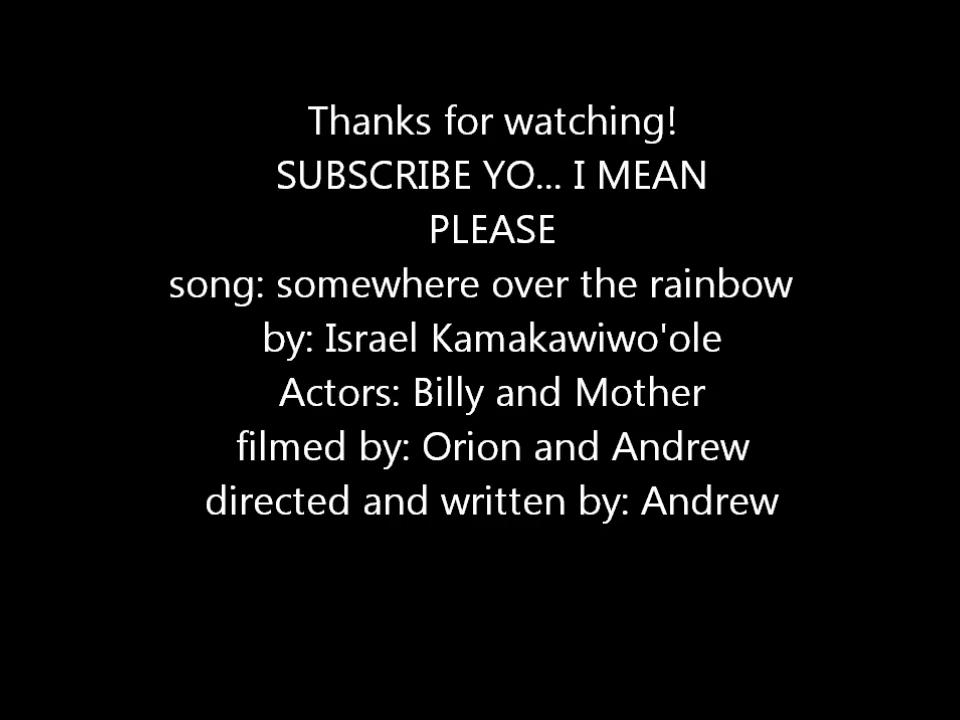 Thanks for watching!
SUBSCRIBE YO... I MEAN
PLEASE
song: somewhere over the rainbow
by: Israel Kamakawiwo'ole
Actors: Billy and Mother
filmed by: Orion and Andrew
directed and written by: Andrew